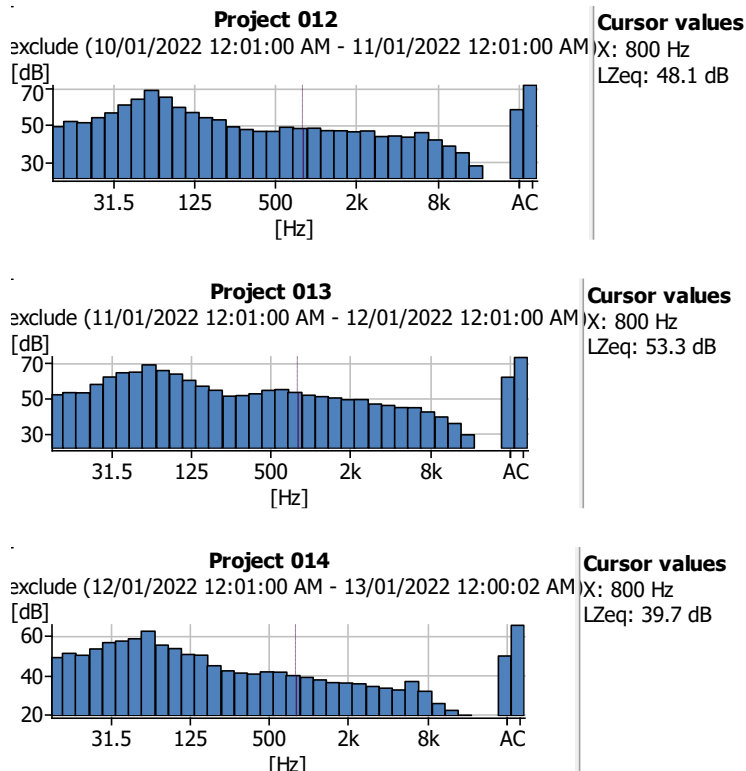 Project 012
exclude (10/01/2022 12:01:00 AM - 11/01/2022 12:01:00 AM)
Cursor values
X: 800 Hz
LZeq: 48.1 dB
[dB]
70
50
30
31.5 125 500 2k 8k AC
[Hz]
Project 013
exclude (11/01/2022 12:01:00 AM - 12/01/2022 12:01:00 AM)
Cursor values
X: 800 Hz
LZeq: 53.3 dB
[dB]
70
50
30
31.5 125 500 2k 8k AC
[Hz]
Project 014
exclude (12/01/2022 12:01:00 AM - 13/01/2022 12:00:02 AM)
Cursor values
X: 800 Hz
LZeq: 39.7 dB
[dB]
60
40
20
31.5 125 500 2k 8k AC
[Hz]